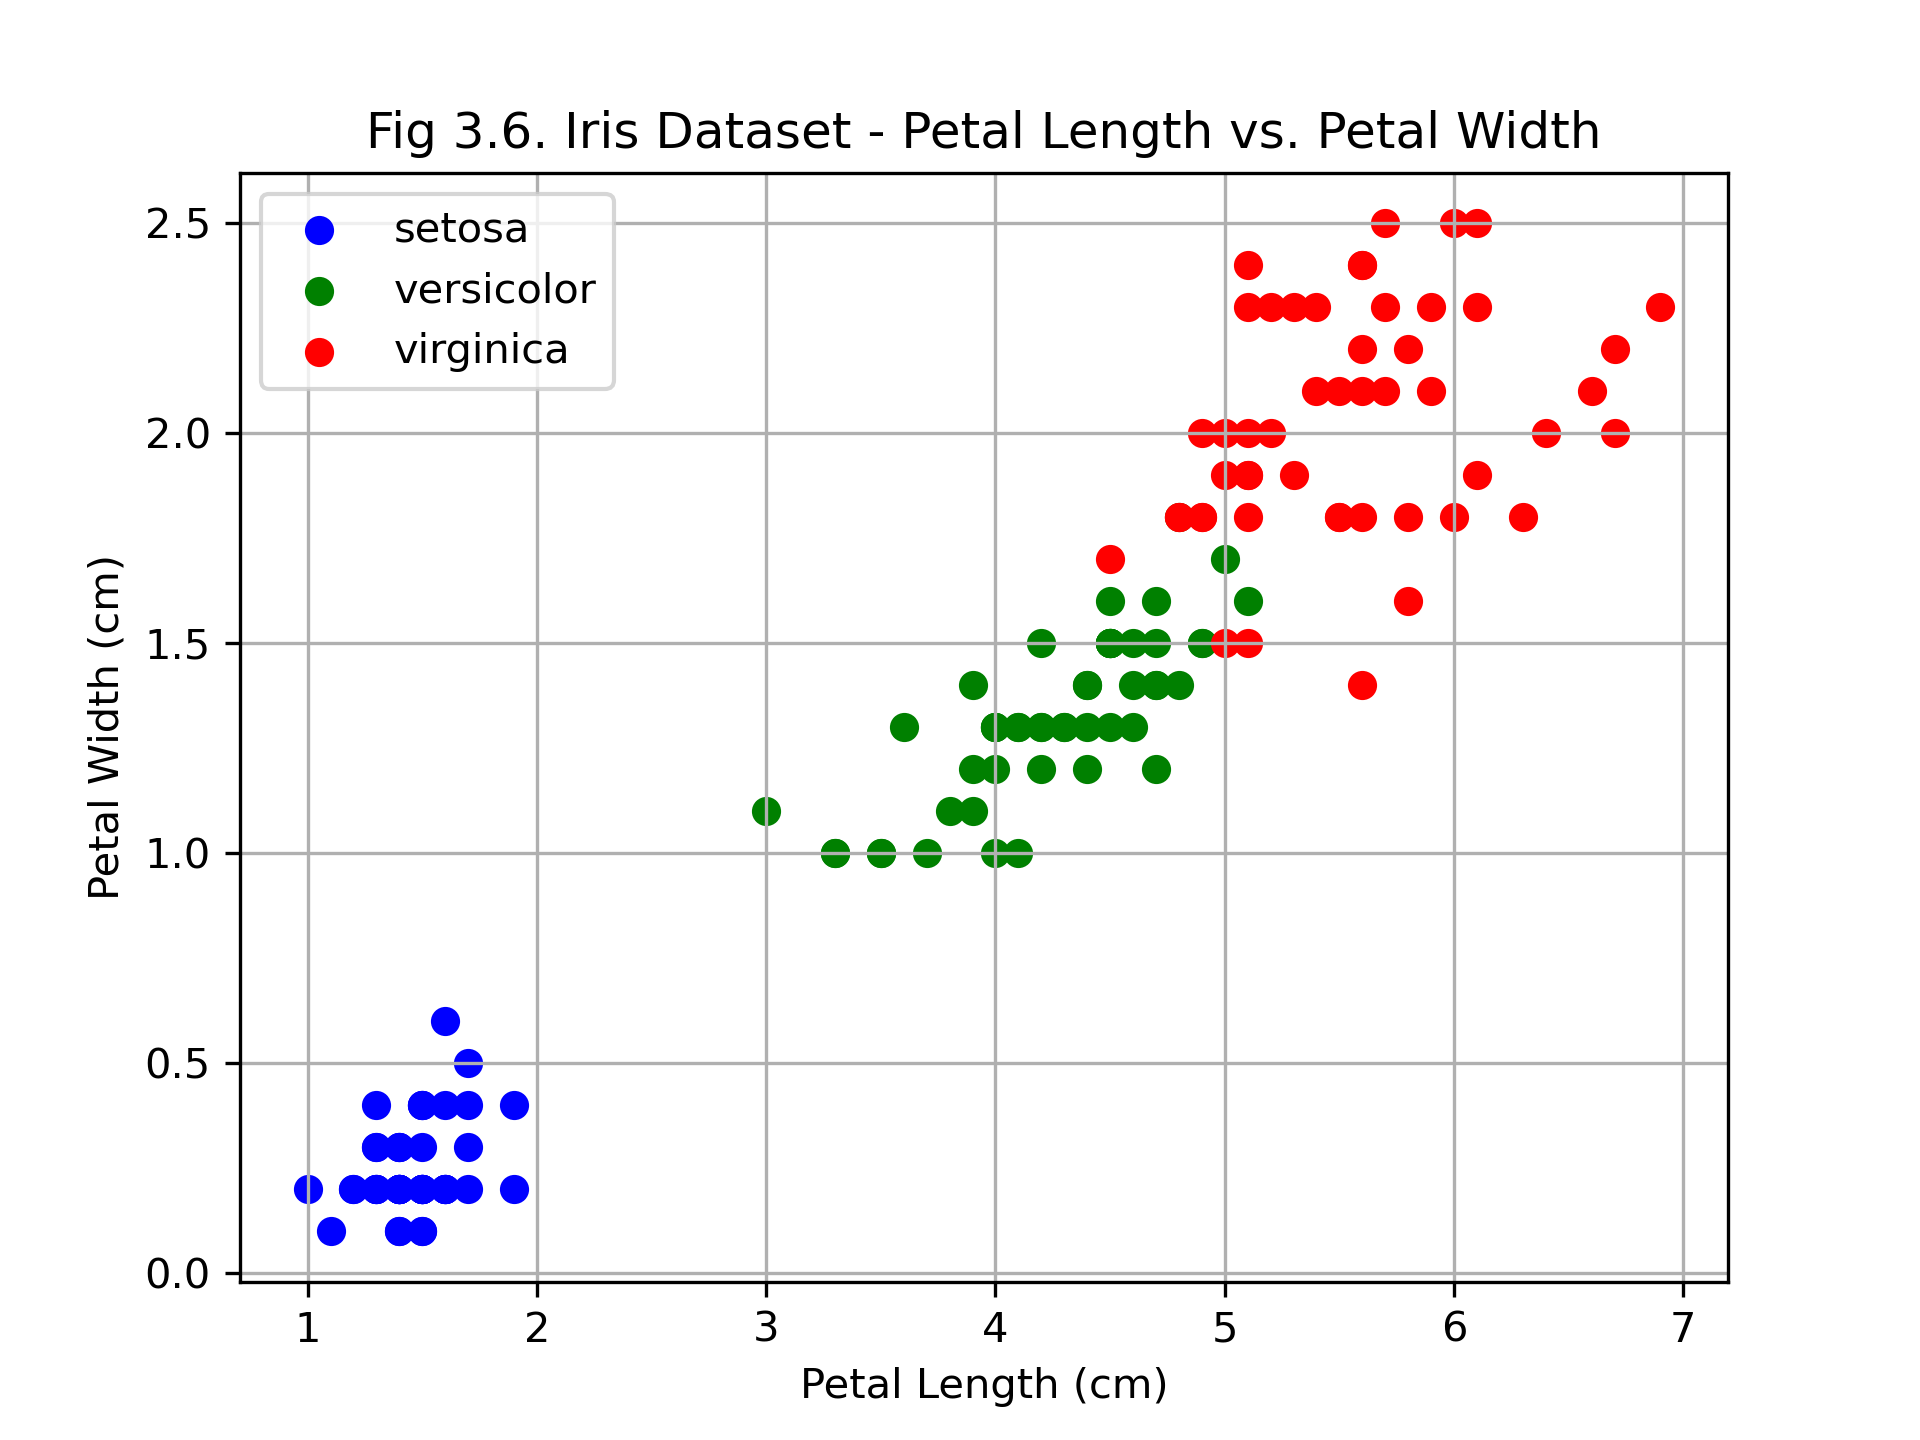 Fig 3.6. Iris Dataset - Petal Length vs. Petal Width
setosa
versicolor
virginica
2.5
2.0
1.5
1.0
0.5
0.0
Petal Width (cm)
1 2 3 4 5 6 7
Petal Length (cm)